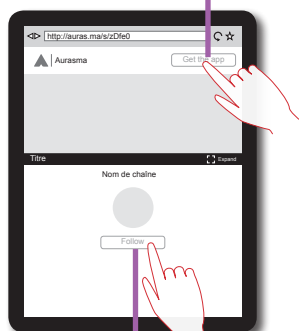 http://auras.ma/s/zDfe0
Aurasma
Get the app
Titre
Expand
Nom de chaîne
Follow